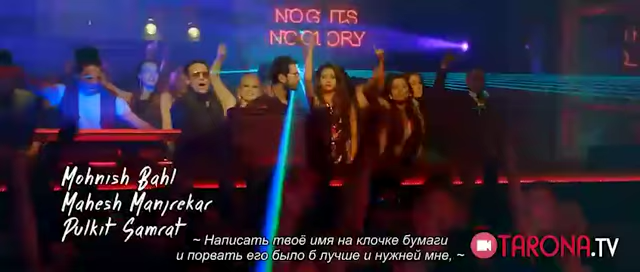 NO GUTS
NO GLORY
Mohnish Bahl
Mahesh Manjrekar
Pulkit Samrat
~ Написать твоё имя на клочке бумаги
и порвать его было б лучше и нужней мне, ~
TARONA.TV